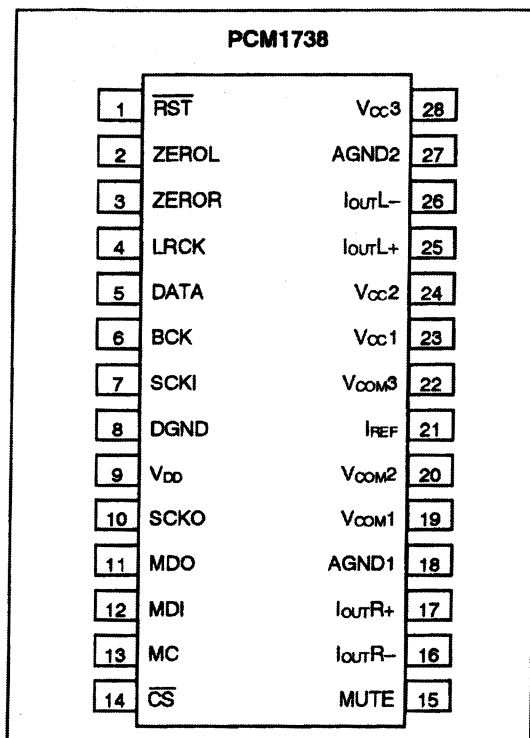 PCM1738
1 RST VCC3 28
2 ZEROL AGND2 27
3 ZEROR IOUTL– 26
4 LRCK IOUTL+ 25
5 DATA VCC2 24
6 BCK VCC1 23
7 SCKI VCOM3 22
8 DGND IREF 21
9 VDD VCOM2 20
10 SCKO VCOM1 19
11 MDO AGND1 18
12 MDI IOUTR+ 17
13 MC IOUTR– 16
14 CS MUTE 15